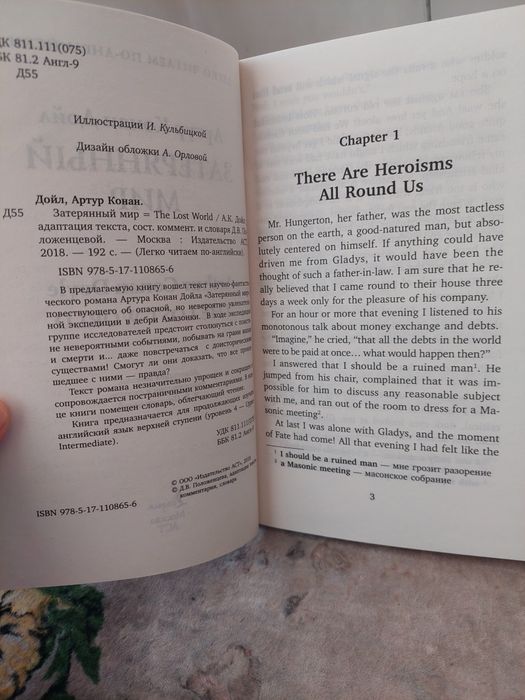 ДК 811.111(075)
БК 81.2 Англ-9
Д55
Иллюстрации И. Кульбицкой
Дизайн обложки А. Орловой
Дойл, Артур Конан.
Д55 Затерянный мир = The Lost World / А.К. Дойл;
адаптация текста, сост. коммент. и словаря Д.В. По-
ложенцевой. — Москва : Издательство АСТ,
2018. — 192 с. — (Легко читаем по-английски).
ISBN 978-5-17-110865-6
В предлагаемую книгу вошел текст научно-фантасти-
ческого романа Артура Конан Дойла «Затерянный мир»,
повествующего об опасной, но невероятно увлекатель-
ной экспедиции в дебри Амазонки. В ходе экспедиции
группе исследователей предстоит столкнуться с поисти-
не невероятными событиями, побывать на грани жизни
и смерти и... даже повстречаться с доисторическими
существами! Смогут ли они доказать, что все проис-
шедшее с ними — правда?
Текст романа незначительно упрощен и сокращен,
сопровождается постраничными комментариями. В кон-
це книги помещен словарь, облегчающий чтение.
Книга предназначается для продолжающих изучать
английский язык верхней ступени (уровень 4 — Upper
Intermediate).
УДК 811.111(075)
ББК 81.2 Англ-9
© ООО «Издательство АСТ», 2018
© Д.В. Положенцева, адаптация текста,
комментарии, словарь
ISBN 978-5-17-110865-6
Chapter 1
There Are Heroisms
All Round Us
Mr. Hungerton, her father, was the most tactless
person on the earth, a good-natured man, but abso-
lutely centered on himself. If anything could have
driven me from Gladys, it would have been the
thought of such a father-in-law. I am sure that he re-
ally believed that I came round to their house three
days a week only for the pleasure of his company.
For an hour or more that evening I listened to his
monotonous talk about money exchange and debts.
“Imagine,” he cried, “that all the debts in the world
were to be paid at once… what would happen then?”
I answered that I should be a ruined man¹. He
jumped from his chair, complained that it was im-
possible for him to discuss any reasonable subject
with me, and ran out of the room to dress for a Ma-
sonic meeting².
At last I was alone with Gladys, and the moment
of Fate had come! All that evening I had felt like the
¹ I should be a ruined man — мне грозит разорение
² a Masonic meeting — масонское собрание
3